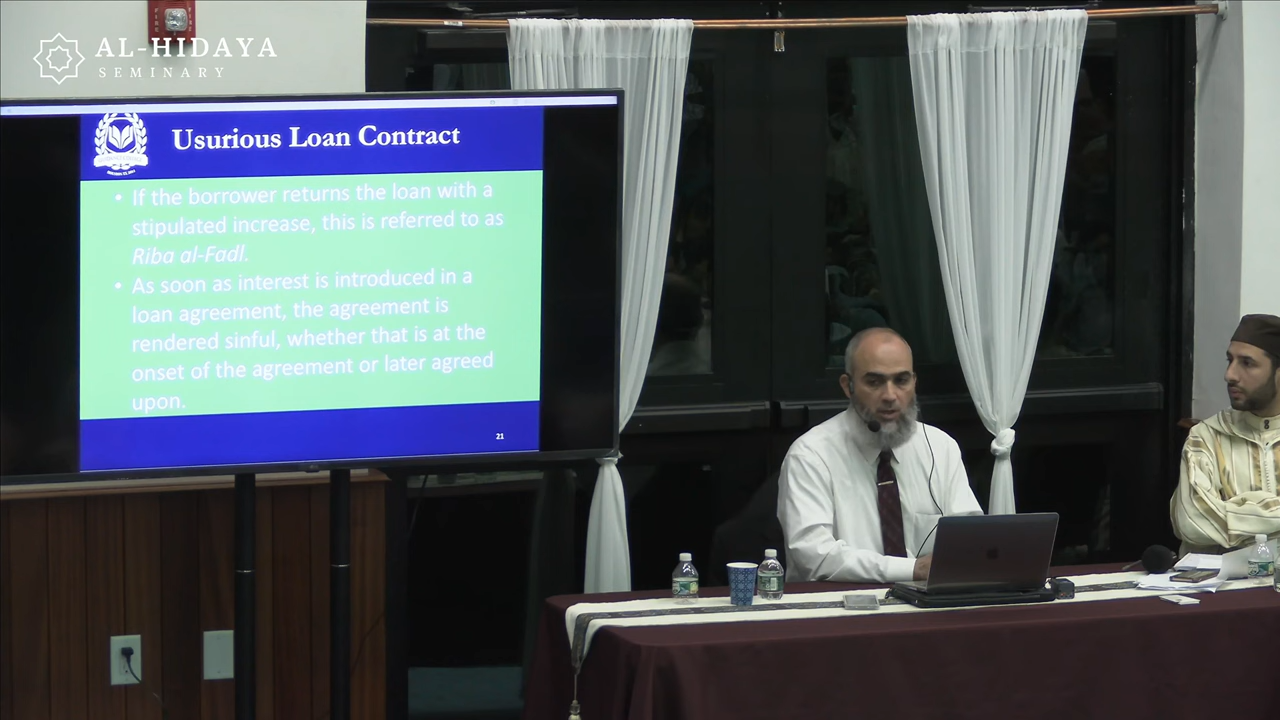 AL-HIDAYA
SEMINARY
FIRE
Usurious Loan Contract
• If the borrower returns the loan with a
stipulated increase, this is referred to as
Riba al-Fadl.
• As soon as interest is introduced in a
loan agreement, the agreement is
rendered sinful, whether that is at the
onset of the agreement or later agreed
upon.
21